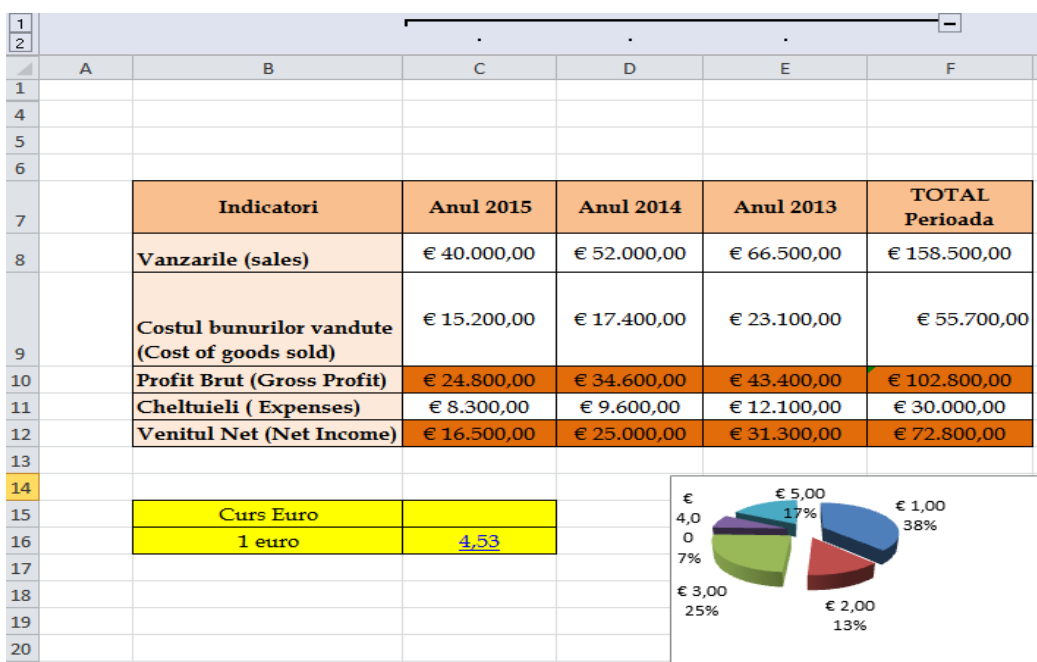 1
2
A B C D E F
1
4
5
6
7 Indicatori Anul 2015 Anul 2014 Anul 2013 TOTAL
Perioada
8 Vanzarile (sales) € 40.000,00 € 52.000,00 € 66.500,00 € 158.500,00
Costul bunurilor vandute € 15.200,00 € 17.400,00 € 23.100,00 € 55.700,00
9 (Cost of goods sold)
10 Profit Brut (Gross Profit) € 24.800,00 € 34.600,00 € 43.400,00 € 102.800,00
11 Cheltuieli ( Expenses) € 8.300,00 € 9.600,00 € 12.100,00 € 30.000,00
12 Venitul Net (Net Income) € 16.500,00 € 25.000,00 € 31.300,00 € 72.800,00
13
14
15 Curs Euro
16 1 euro 4,53
17
18
19
20
€ 1,00
38%
€ 2,00
13%
€ 3,00
25%
€
4,0
0
7%
€ 5,00
17%